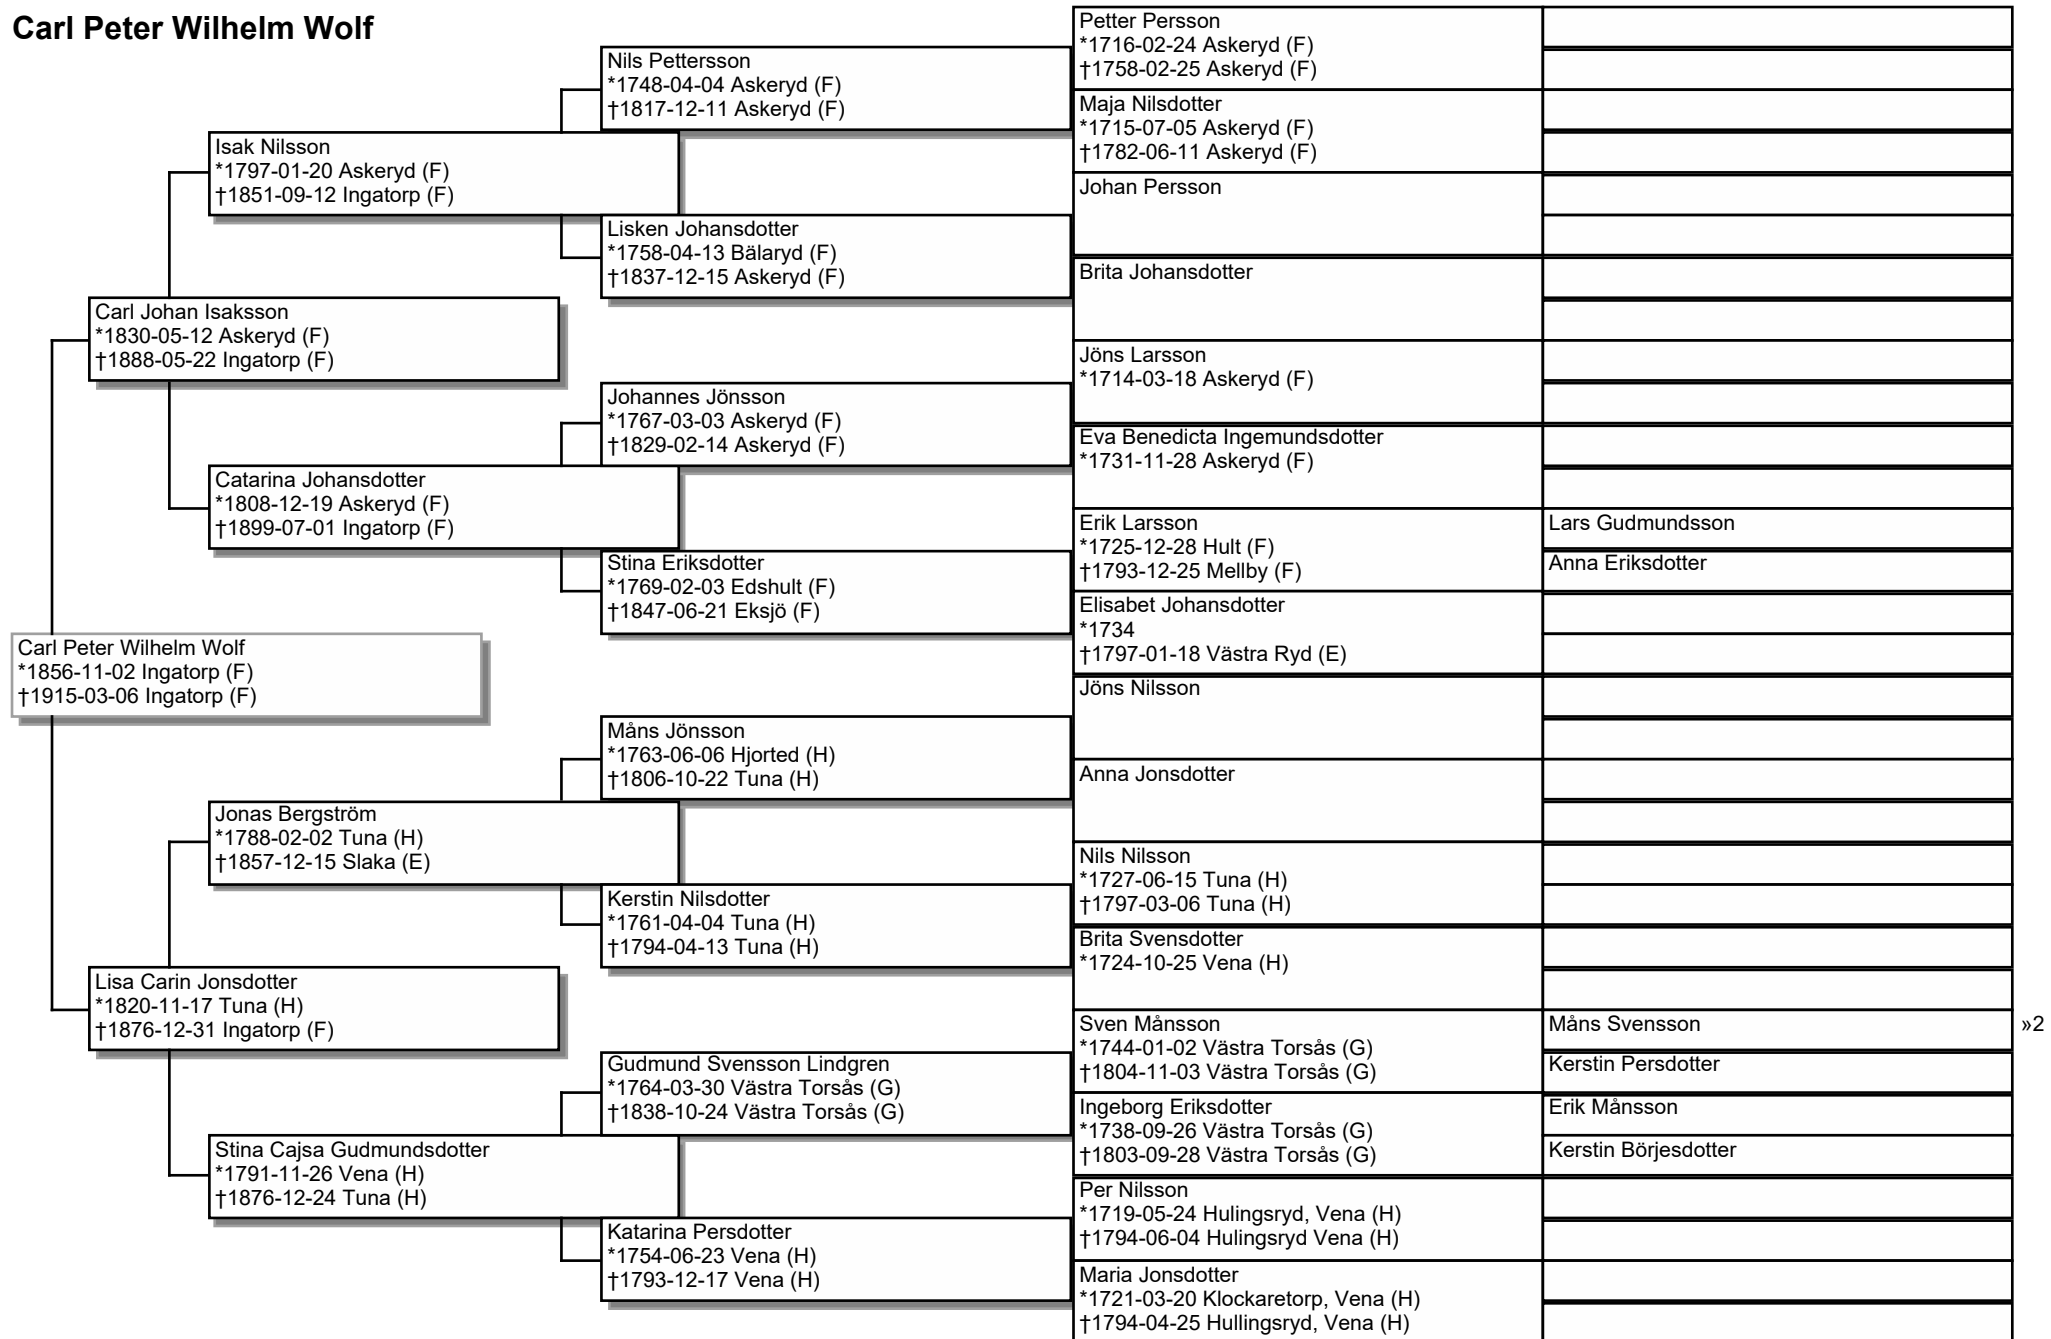 Carl Peter Wilhelm Wolf
Carl Peter Wilhelm Wolf
*1856-11-02 Ingatorp (F)
†1915-03-06 Ingatorp (F)
Carl Johan Isaksson
*1830-05-12 Askeryd (F)
†1888-05-22 Ingatorp (F)
Lisa Carin Jonsdotter
*1820-11-17 Tuna (H)
†1876-12-31 Ingatorp (F)
Isak Nilsson
*1797-01-20 Askeryd (F)
†1851-09-12 Ingatorp (F)
Catarina Johansdotter
*1808-12-19 Askeryd (F)
†1899-07-01 Ingatorp (F)
Jonas Bergström
*1788-02-02 Tuna (H)
†1857-12-15 Slaka (E)
Stina Cajsa Gudmundsdotter
*1791-11-26 Vena (H)
†1876-12-24 Tuna (H)
Nils Pettersson
*1748-04-04 Askeryd (F)
†1817-12-11 Askeryd (F)
Lisken Johansdotter
*1758-04-13 Bälaryd (F)
†1837-12-15 Askeryd (F)
Johannes Jönsson
*1767-03-03 Askeryd (F)
†1829-02-14 Askeryd (F)
Stina Eriksdotter
*1769-02-03 Edshult (F)
†1847-06-21 Eksjö (F)
Måns Jönsson
*1763-06-06 Hjorted (H)
†1806-10-22 Tuna (H)
Kerstin Nilsdotter
*1761-04-04 Tuna (H)
†1794-04-13 Tuna (H)
Gudmund Svensson Lindgren
*1764-03-30 Västra Torsås (G)
†1838-10-24 Västra Torsås (G)
Katarina Persdotter
*1754-06-23 Vena (H)
†1793-12-17 Vena (H)
Petter Persson
*1716-02-24 Askeryd (F)
†1758-02-25 Askeryd (F)
Maja Nilsdotter
*1715-07-05 Askeryd (F)
†1782-06-11 Askeryd (F)
Johan Persson
Brita Johansdotter
Jöns Larsson
*1714-03-18 Askeryd (F)
Eva Benedicta Ingemundsdotter
*1731-11-28 Askeryd (F)
Erik Larsson
*1725-12-28 Hult (F)
†1793-12-25 Mellby (F)
Elisabet Johansdotter
*1734
†1797-01-18 Västra Ryd (E)
Jöns Nilsson
Anna Jonsdotter
Nils Nilsson
*1727-06-15 Tuna (H)
†1797-03-06 Tuna (H)
Brita Svensdotter
*1724-10-25 Vena (H)
Sven Månsson
*1744-01-02 Västra Torsås (G)
†1804-11-03 Västra Torsås (G)
Ingeborg Eriksdotter
*1738-09-26 Västra Torsås (G)
†1803-09-28 Västra Torsås (G)
Per Nilsson
*1719-05-24 Hulingsryd, Vena (H)
†1794-06-04 Hulingsryd Vena (H)
Maria Jonsdotter
*1721-03-20 Klockaretorp, Vena (H)
†1794-04-25 Hullingsryd, Vena (H)
Lars Gudmundsson
Anna Eriksdotter
Måns Svensson
»2
Kerstin Persdotter
Erik Månsson
Kerstin Börjesdotter